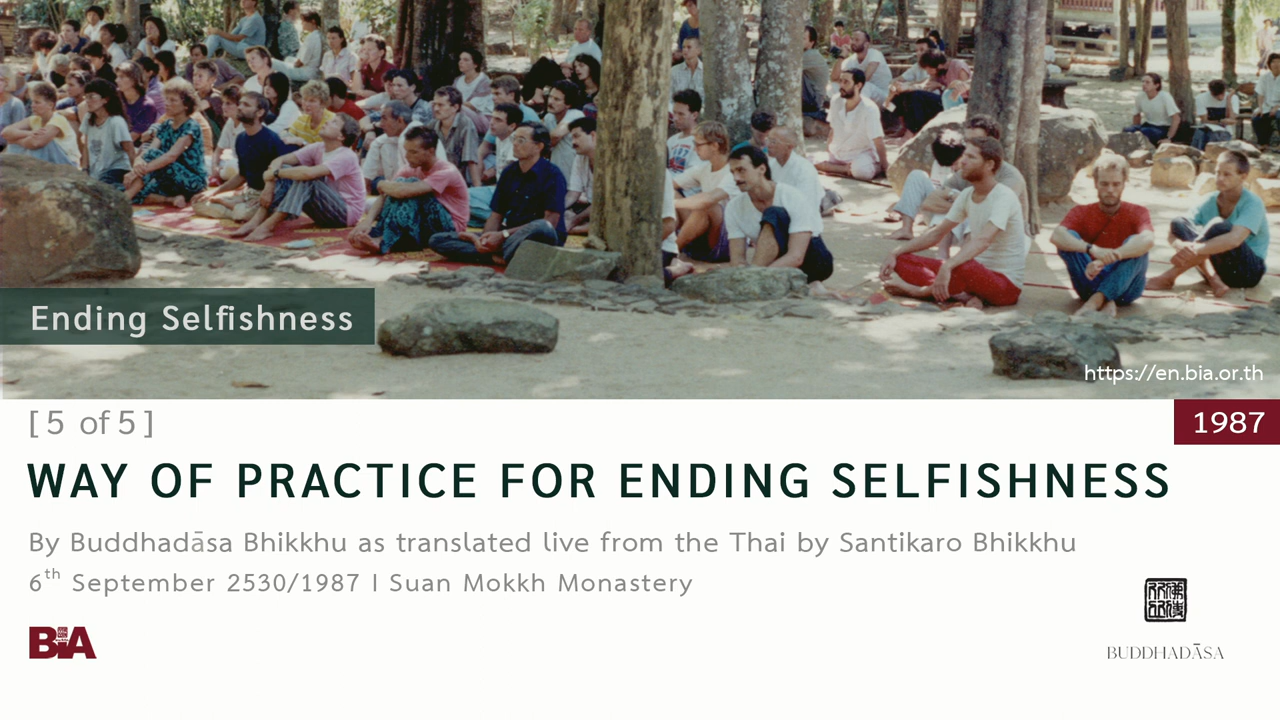 Ending Selfishness
https://en.bia.or.th
[ 5 of 5 ]
1987
WAY OF PRACTICE FOR ENDING SELFISHNESS
By Buddhadāsa Bhikkhu as translated live from the Thai by Santikaro Bhikkhu
6th September 2530/1987 I Suan Mokkh Monastery
BIA
BUDDHADĀSA